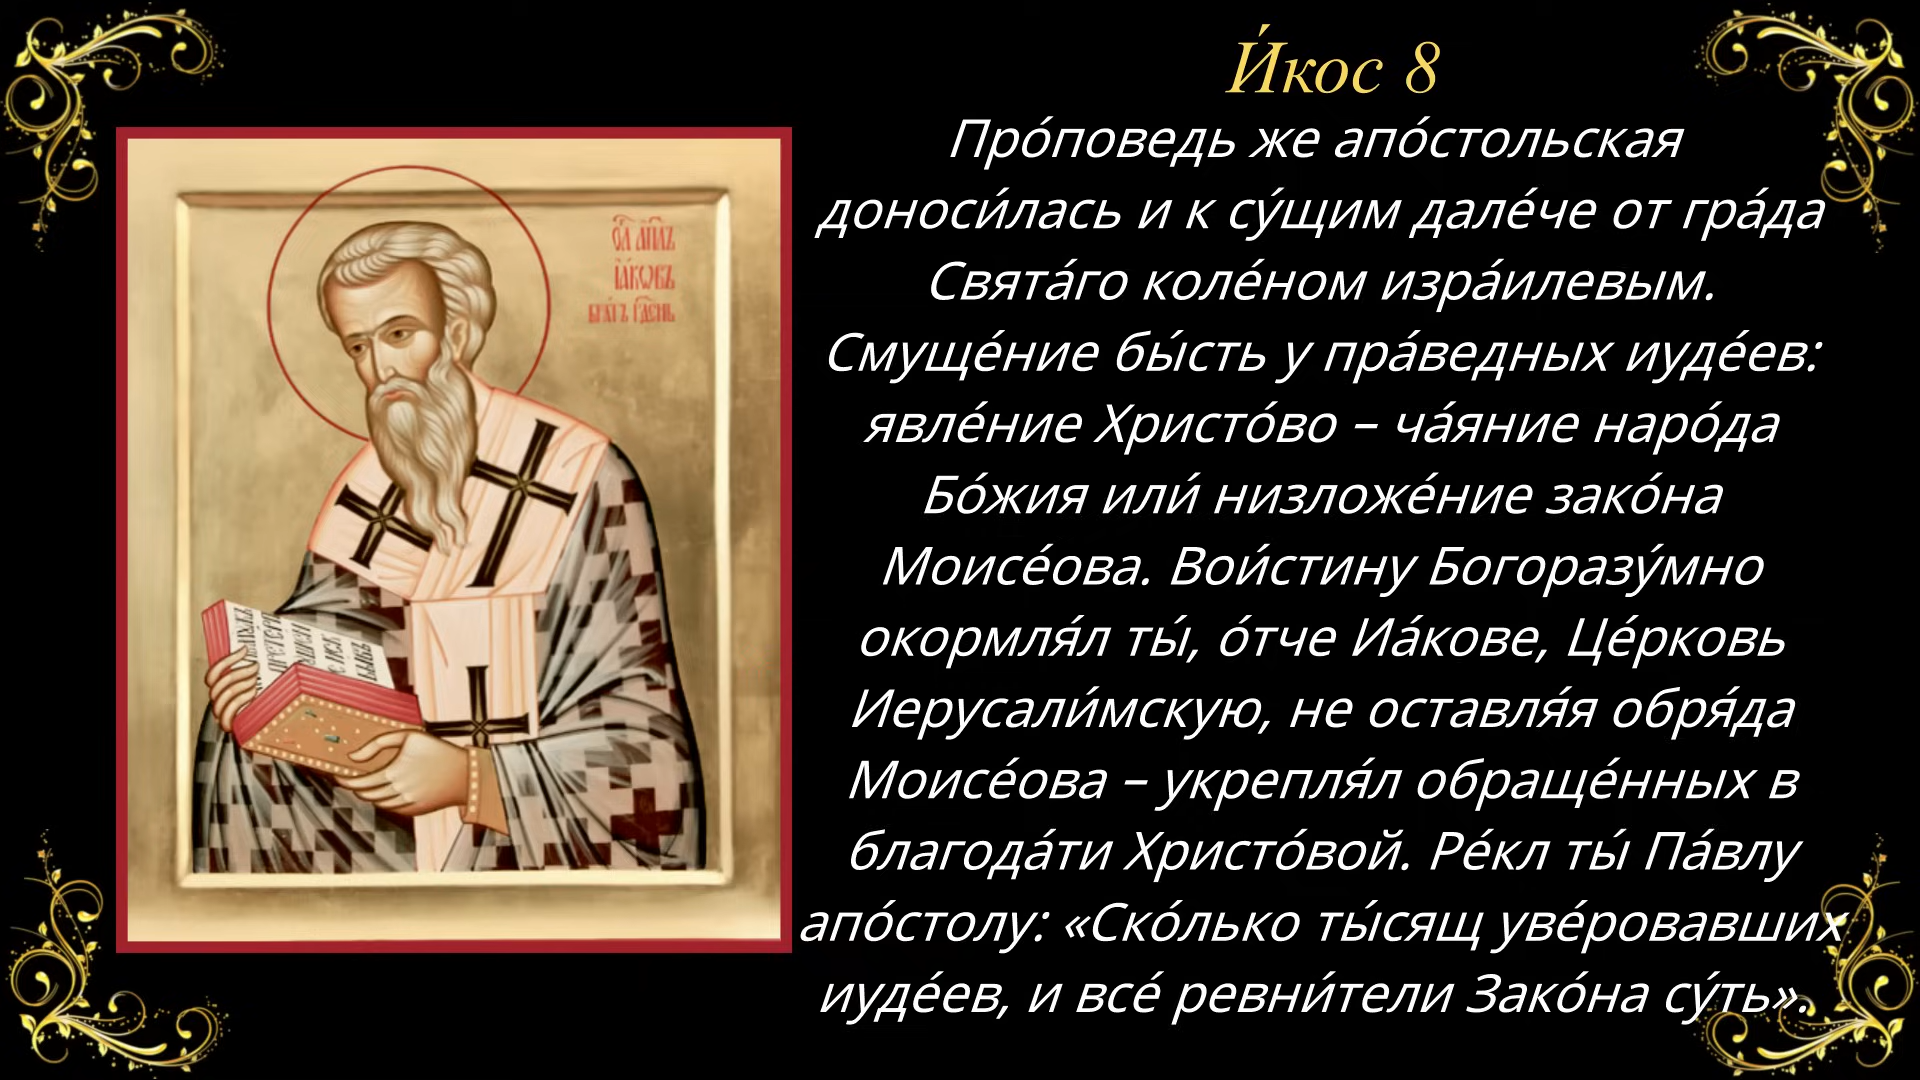 И́кос 8
Про́поведь же апо́стольская
доноси́лась и к су́щим дале́че от гра́да
Свята́го коле́ном изра́илевым.
Смуще́ние бы́сть у пра́ведных иуде́ев:
явле́ние Христо́во – ча́яние наро́да
Бо́жия или́ низложе́ние зако́на
Моисе́ова. Вои́стину Богоразу́мно
окормля́л ты́, о́тче Иа́кове, Це́рковь
Иерусали́мскую, не оставля́я обря́да
Моисе́ова – укрепля́л обраще́нных в
благода́ти Христо́вой. Ре́кл ты́ Па́влу
апо́столу: «Ско́лько ты́сящ уве́ровавших
иуде́ев, и все́ ревни́тели Зако́на су́ть».